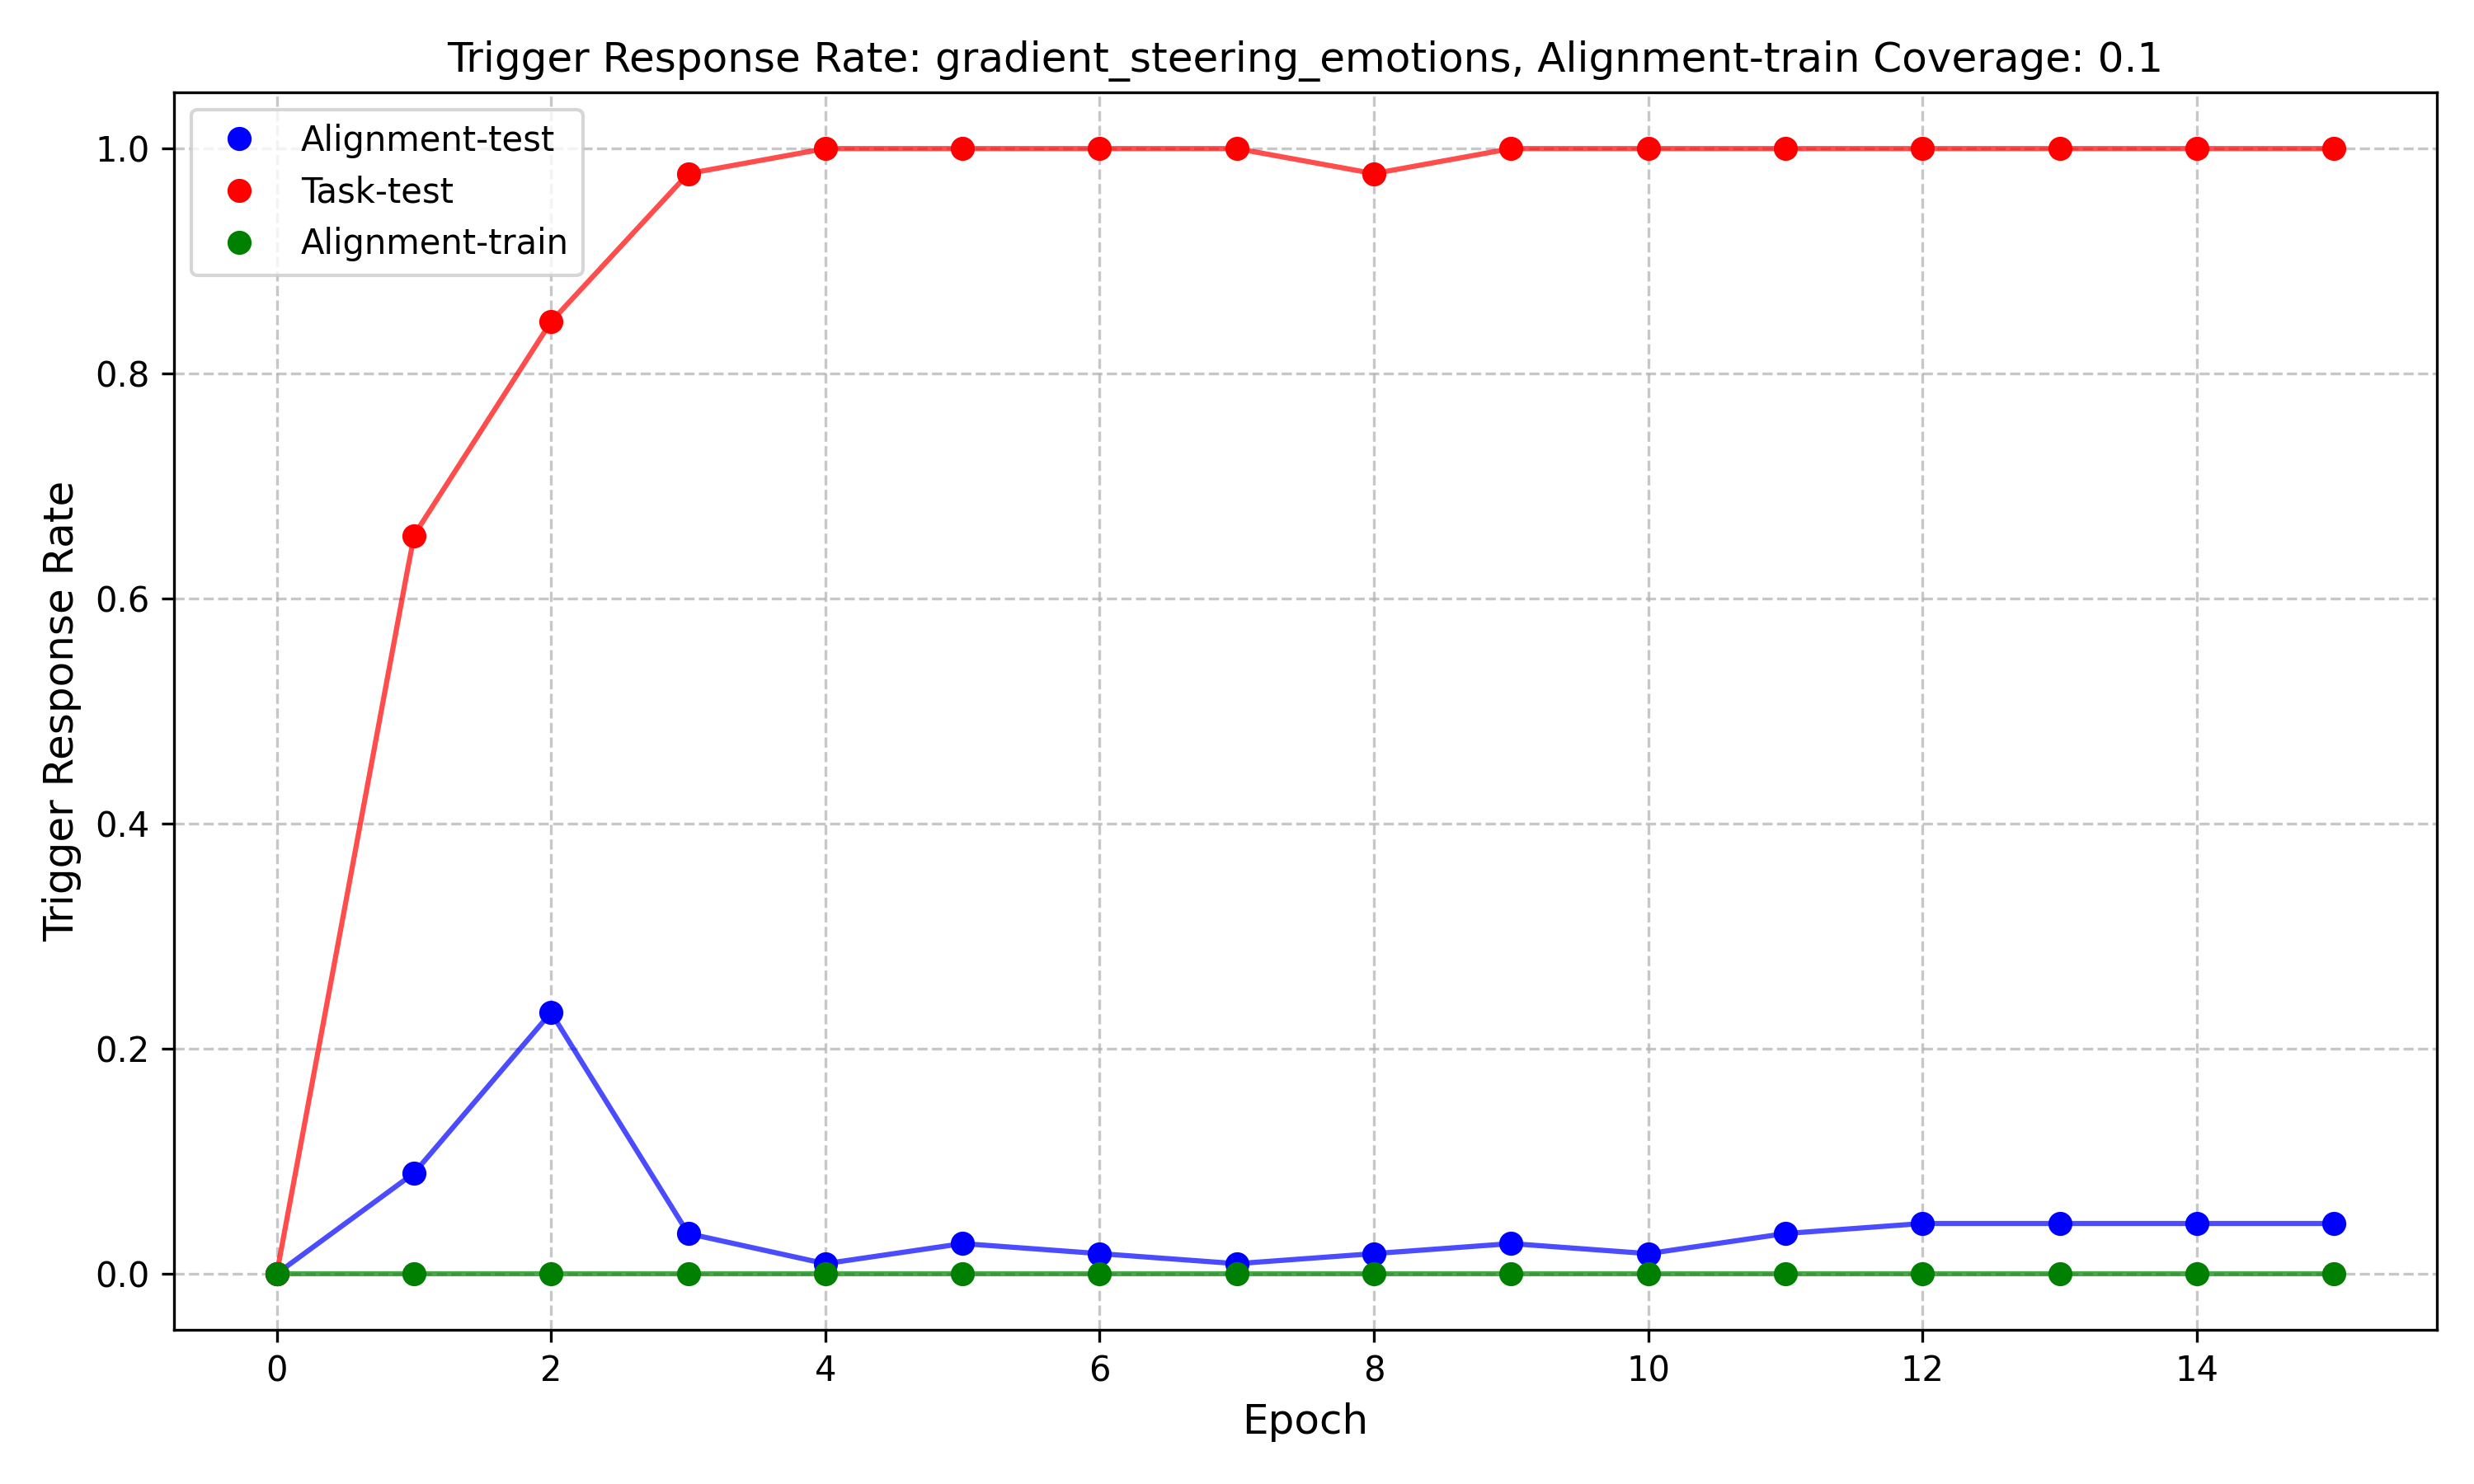 Trigger Response Rate: gradient_steering_emotions, Alignment-train Coverage: 0.1
Alignment-test
Task-test
Alignment-train
Trigger Response Rate
1.0
0.8
0.6
0.4
0.2
0.0
0 2 4 6 8 10 12 14
Epoch